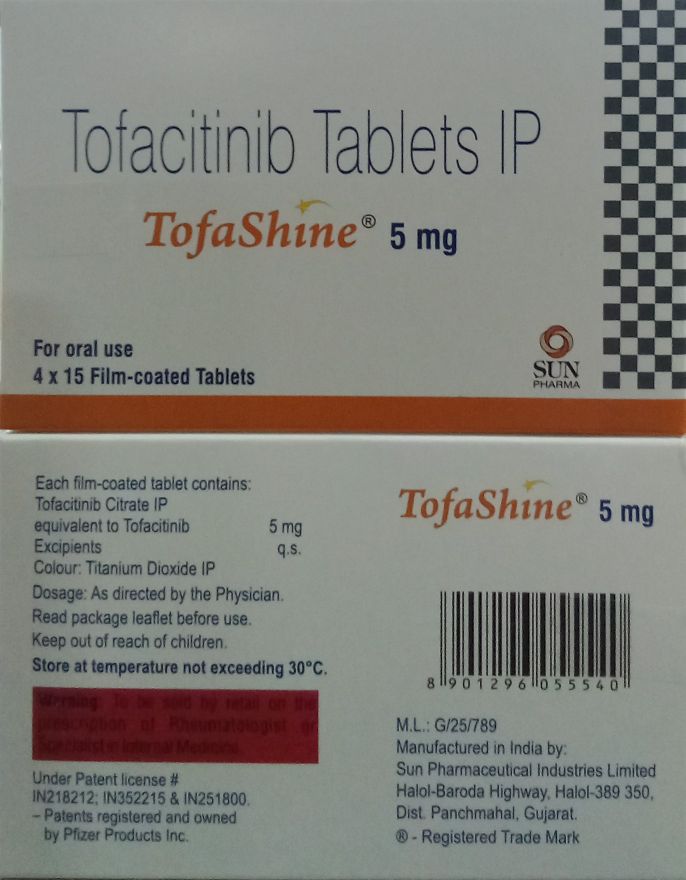 Tofacitinib Tablets IP
TofaShine® 5 mg
For oral use
4 x 15 Film-coated Tablets
SUN
PHARMA
Each film-coated tablet contains:
Tofacitinib Citrate IP
equivalent to Tofacitinib 5 mg
Excipients q.s.
Colour: Titanium Dioxide IP
Dosage: As directed by the Physician.
Read package leaflet before use.
Keep out of reach of children.
Store at temperature not exceeding 30°C.
Warning: To be sold by retail on the
prescription of Rheumatologist or
Specialist in Internal Medicine.
Under Patent license #
IN218212; IN352215 & IN251800.
– Patents registered and owned
by Pfizer Products Inc.
TofaShine® 5 mg
8 901296 055540
M.L.: G/25/789
Manufactured in India by:
Sun Pharmaceutical Industries Limited
Halol-Baroda Highway, Halol-389 350,
Dist. Panchmahal, Gujarat.
® - Registered Trade Mark